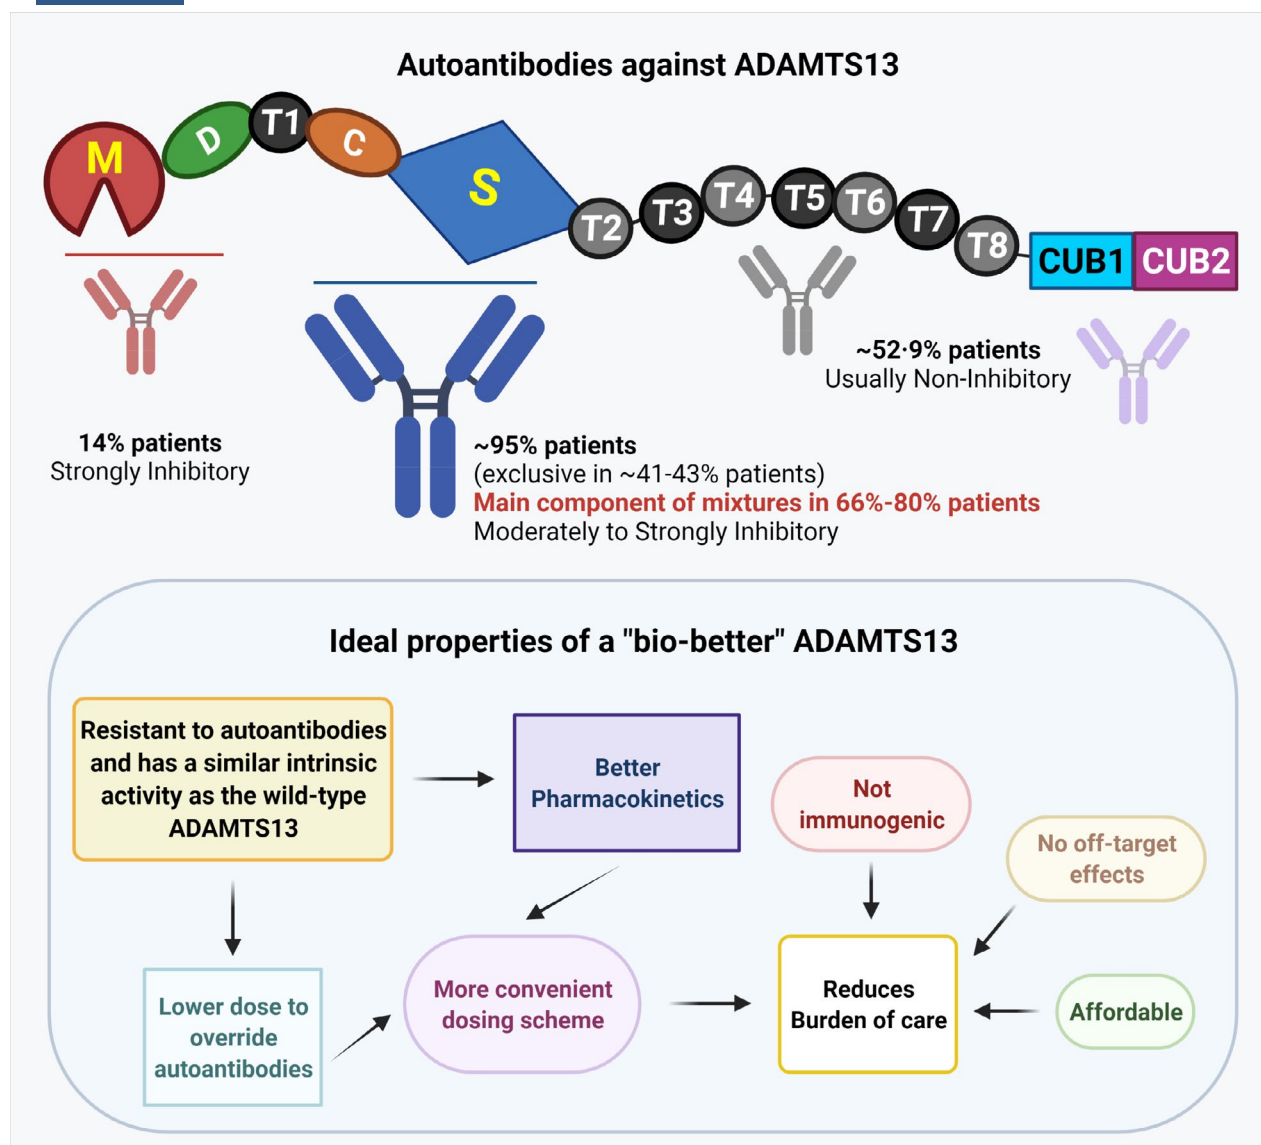 Autoantibodies against ADAMTS13
M
D
T1
C
S
T2
T3
T4
T5
T6
T7
T8
CUB1
CUB2
14% patients
Strongly Inhibitory
~95% patients
(exclusive in ~41-43% patients)
Main component of mixtures in 66%-80% patients
Moderately to Strongly Inhibitory
~52·9% patients
Usually Non-Inhibitory
Ideal properties of a "bio-better" ADAMTS13
Resistant to autoantibodies
and has a similar intrinsic
activity as the wild-type
ADAMTS13
Better
Pharmacokinetics
Not
immunogenic
No off-target
effects
Lower dose to
override
autoantibodies
More convenient
dosing scheme
Reduces
Burden of care
Affordable